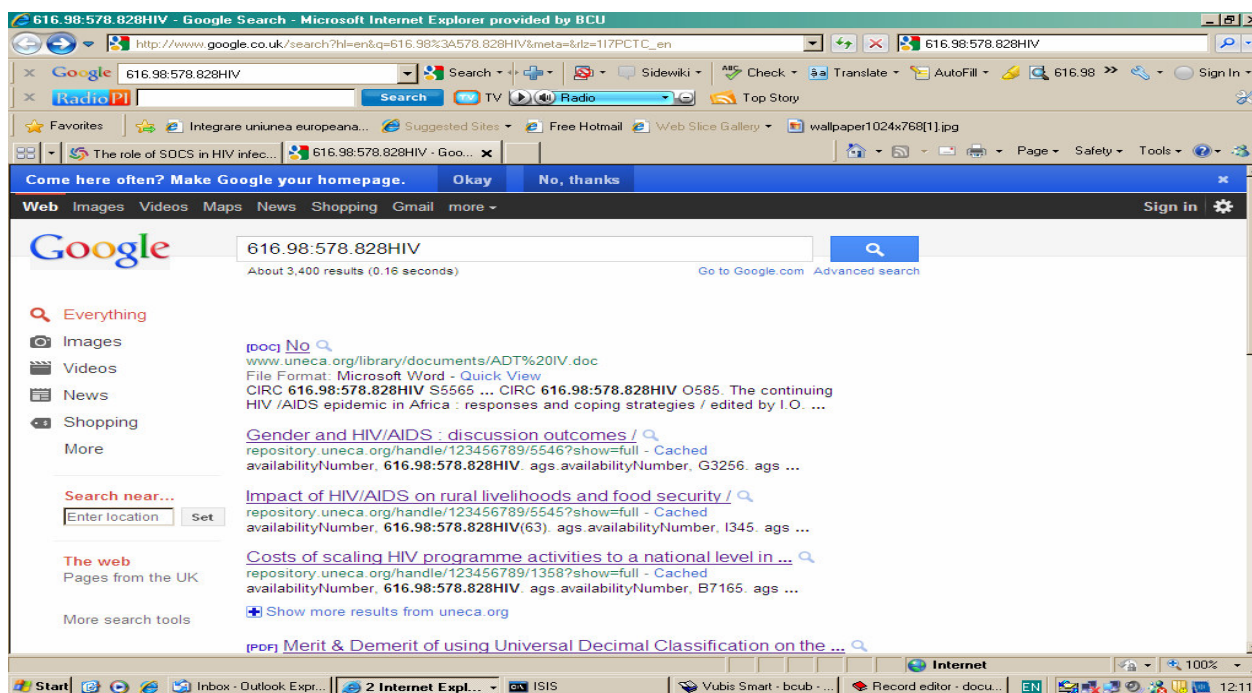 616.98:578.828HIV - Google Search - Microsoft Internet Explorer provided by BCU
http://www.google.co.uk/search?hl=en&q=616.98%3A578.828HIV&meta=&rlz=1I7PCTC_en 616.98:578.828HIV
Google 616.98:578.828HIV Search Sidewiki ABC Check Translate AutoFill 616.98 Sign In
Radio PI Search TV Radio Top Story
Favorites Integrare uniunea europeana... Suggested Sites Free Hotmail Web Slice Gallery wallpaper1024x768[1].jpg
The role of SOCS in HIV infec... 616.98:578.828HIV - Goo... Page Safety Tools
Come here often? Make Google your homepage. Okay No, thanks
Web Images Videos Maps News Shopping Gmail more Sign in
Google 616.98:578.828HIV
About 3,400 results (0.16 seconds) Go to Google.com Advanced search
Everything
Images
Videos
News
Shopping
More
Search near...
Enter location Set
The web
Pages from the UK
More search tools
[DOC] No
www.uneca.org/library/documents/ADT%20IV.doc
File Format: Microsoft Word - Quick View
CIRC 616.98:578.828HIV S5565 ... CIRC 616.98:578.828HIV O585. The continuing
HIV /AIDS epidemic in Africa : responses and coping strategies / edited by I.O. ...
Gender and HIV/AIDS : discussion outcomes /
repository.uneca.org/handle/123456789/5546?show=full - Cached
availabilityNumber, 616.98:578.828HIV. ags.availabilityNumber, G3256. ags ...
Impact of HIV/AIDS on rural livelihoods and food security /
repository.uneca.org/handle/123456789/5545?show=full - Cached
availabilityNumber, 616.98:578.828HIV(63). ags.availabilityNumber, I345. ags ...
Costs of scaling HIV programme activities to a national level in ...
repository.uneca.org/handle/123456789/1358?show=full - Cached
availabilityNumber, 616.98:578.828HIV. ags.availabilityNumber, B7165. ags ...
Show more results from uneca.org
[PDF] Merit & Demerit of using Universal Decimal Classification on the ...
Internet 100%
Start Inbox - Outlook Expr... 2 Internet Expl... ISIS Vubis Smart - bcub - ... Record editor - docu... EN 12:11